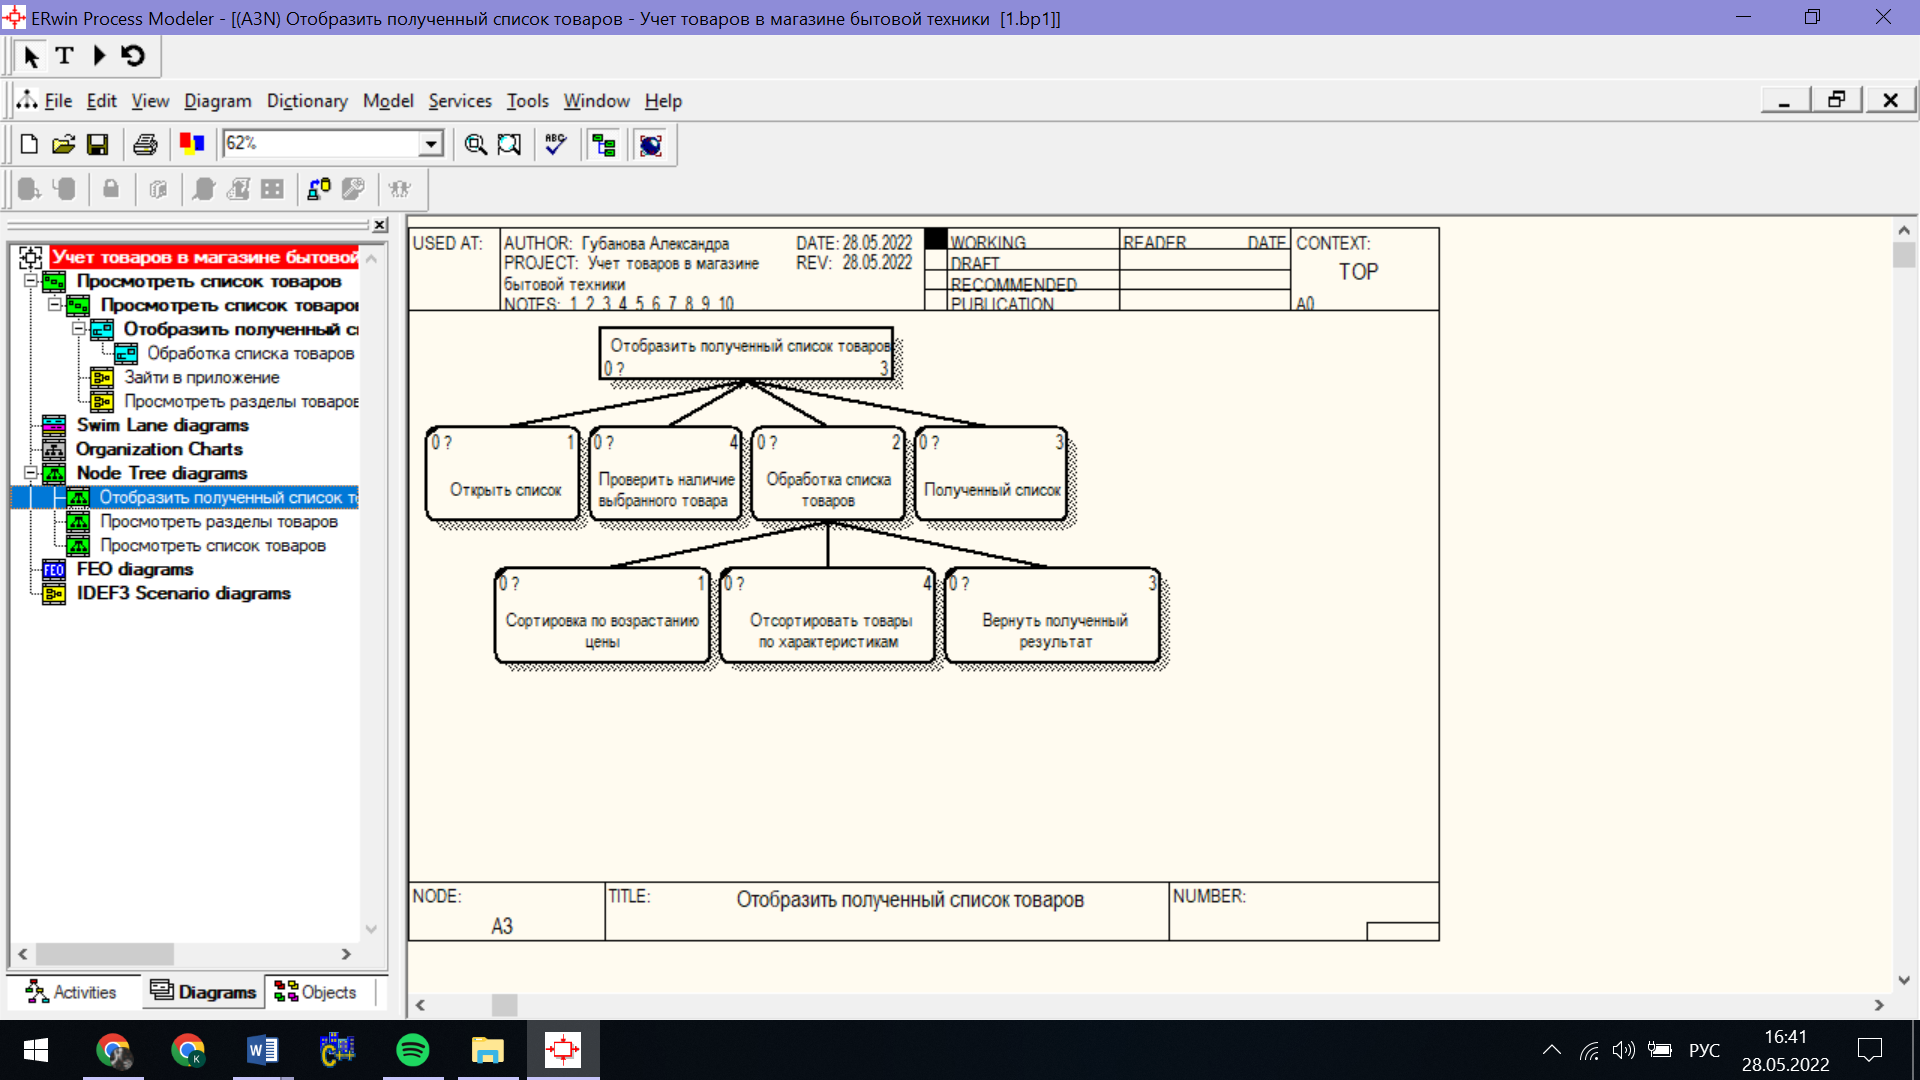 ERwin Process Modeler - [(A3N) Отобразить полученный список товаров - Учет товаров в магазине бытовой техники [1.bp1]]
T
File Edit View Diagram Dictionary Model Services Tools Window Help
62%
ABC
Учет товаров в магазине бытовой
Просмотреть список товаров
Просмотреть список товаров
Отобразить полученный с
Обработка списка товаров
Зайти в приложение
Просмотреть разделы товаров
Swim Lane diagrams
Organization Charts
Node Tree diagrams
Отобразить полученный список т
Просмотреть разделы товаров
Просмотреть список товаров
FEO FEO diagrams
IDEF3 Scenario diagrams
Activities Diagrams Objects
USED AT:
AUTHOR: Губанова Александра
DATE: 28.05.2022
PROJECT: Учет товаров в магазине
бытовой техники
REV: 28.05.2022
NOTES: 1 2 3 4 5 6 7 8 9 10
WORKING
DRAFT
RECOMMENDED
PUBLICATION
READER DATE
CONTEXT:
TOP
A0
Отобразить полученный список товаров
0 ? 3
0 ? 1
Открыть список
0 ? 4
Проверить наличие
выбранного товара
0 ? 2
Обработка списка
товаров
0 ? 3
Полученный список
0 ? 1
Сортировка по возрастанию
цены
0 ? 4
Отсортировать товары
по характеристикам
0 ? 3
Вернуть полученный
результат
NODE:
A3
TITLE:
Отобразить полученный список товаров
NUMBER:
РУС
16:41
28.05.2022